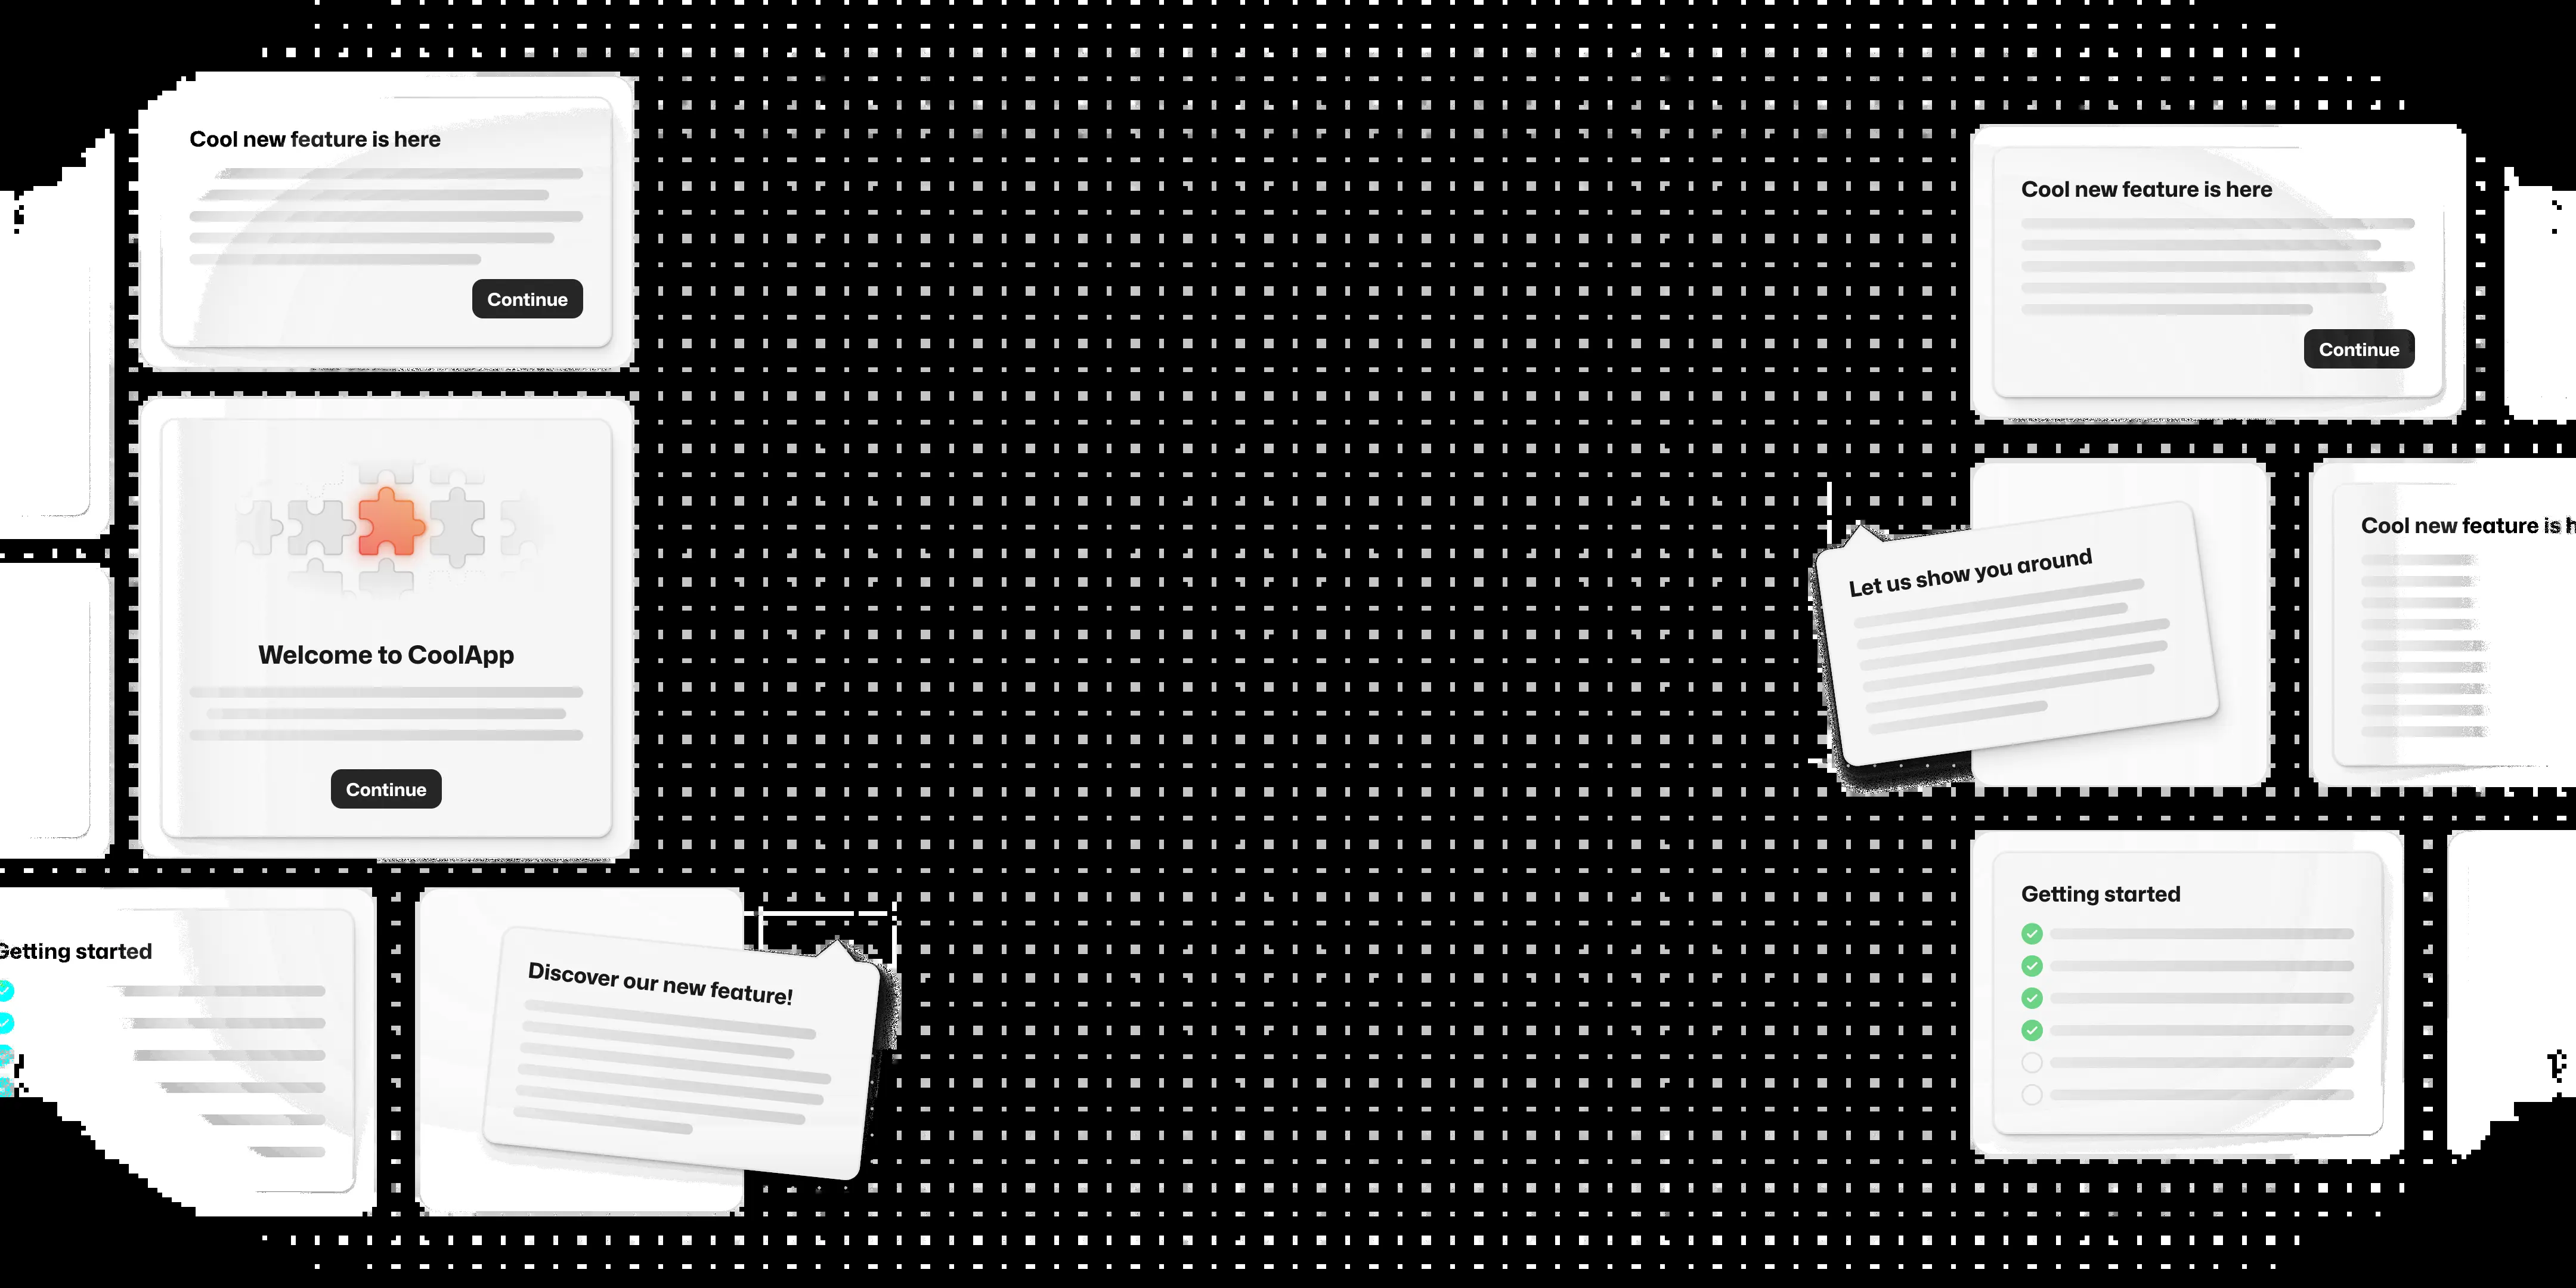 Cool new feature is here
Continue
Welcome to CoolApp
Continue
Getting started
Discover our new feature!
Cool new feature is here
Continue
Let us show you around
Cool new feature is h
Getting started